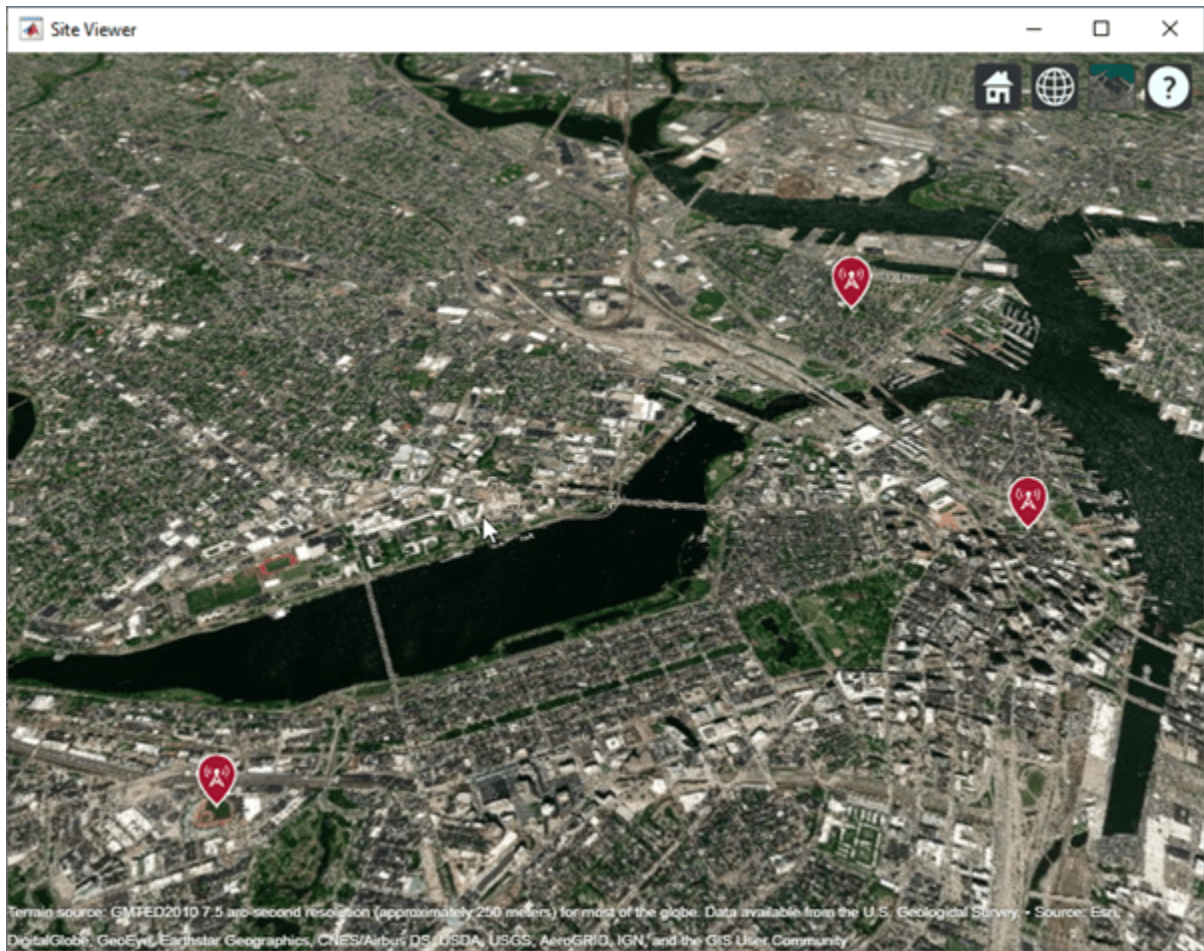 Site Viewer
?
Terrain source: GMTED2010 7.5 arc-second resolution (approximately 250 meters) for most of the globe. Data available from the U.S. Geological Survey. • Source: Esri,
DigitalGlobe, GeoEye, Earthstar Geographics, CNES/Airbus DS, USDA, USGS, AeroGRID, IGN, and the GIS User Community